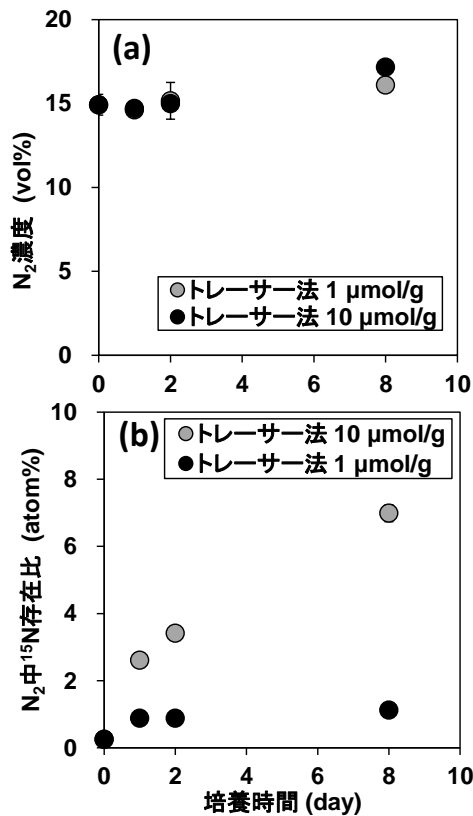 (a)
20
15
10
5
0
N₂濃度 (vol%)
トレーサー法 1 μmol/g
トレーサー法 10 μmol/g
0 2 4 6 8 10
(b)
10
8
6
4
2
0
N₂中¹⁵N存在比 (atom%)
トレーサー法 10 μmol/g
トレーサー法 1 μmol/g
0 2 4 6 8 10
培養時間 (day)